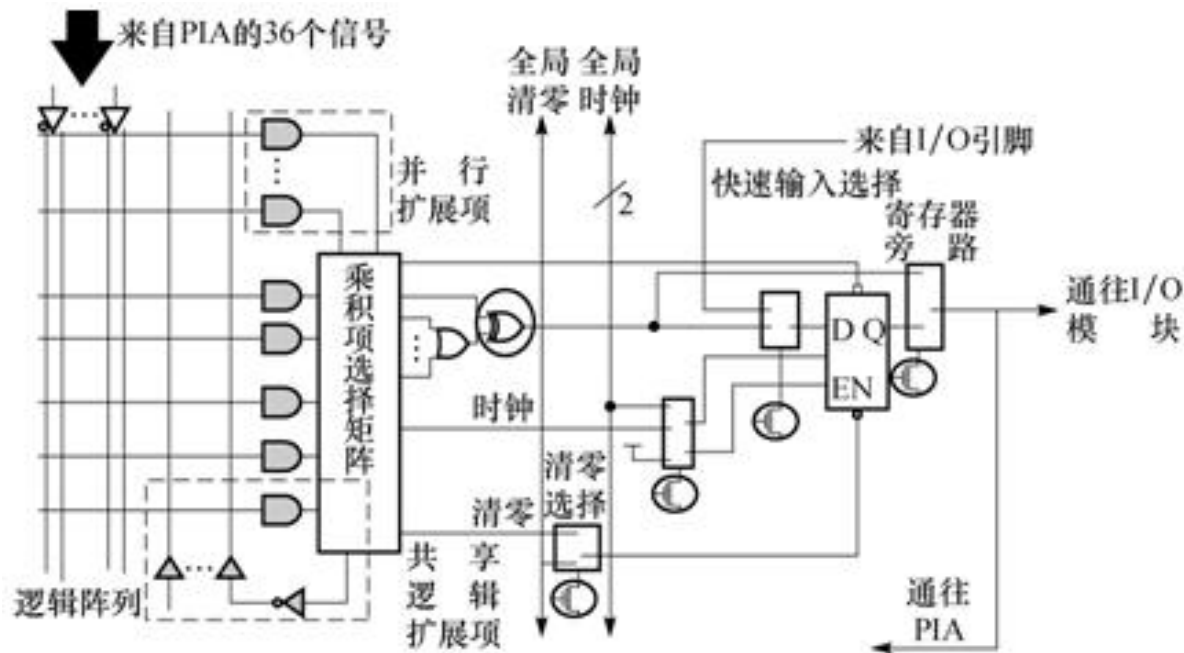 来自PIA的36个信号
全局 全局
清零 时钟
来自I/O引脚
快速输入选择
并 行
扩展项
2
寄存器
旁 路
乘积项选择矩阵
通往I/O
模 块
D Q
EN
时钟
清零
选择
清零
共 享
逻 辑
扩展项
逻辑阵列
通往
PIA